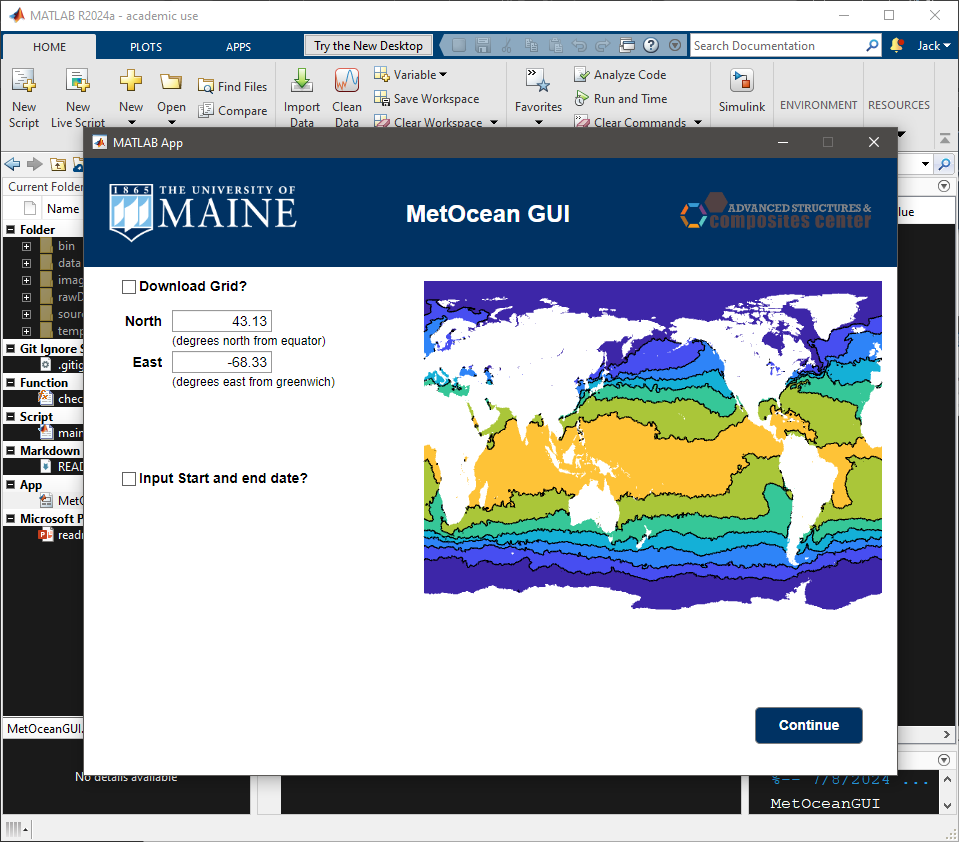 MATLAB R2024a - academic use
HOME
PLOTS
APPS
Try the New Desktop
Search Documentation
Jack
New Script
New Live Script
New
Open
Find Files
Compare
Import Data
Clean Data
Variable
Save Workspace
Clear Workspace
Favorites
Analyze Code
Run and Time
Clear Commands
Simulink
ENVIRONMENT
RESOURCES
MATLAB App
Current Folder
Name
lue
1865
THE UNIVERSITY OF
MAINE
MetOcean GUI
ADVANCED STRUCTURES &
composites center
Folder
bin
data
imag
rawD
sourc
temp
Git Ignore S
.gitig
Function
chec
Script
main
Markdown
READ
App
MetO
Microsoft P
readm
Download Grid?
North
43.13
(degrees north from equator)
East
-68.33
(degrees east from greenwich)
Input Start and end date?
Continue
MetOceanGUI.
No details available
%-- 7/8/2024 ...
MetOceanGUI